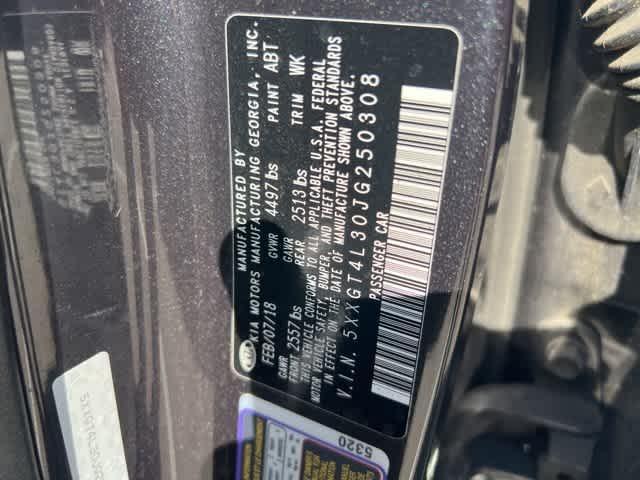 MANUFACTURED BY
KIA MOTORS MANUFACTURING GEORGIA, INC.
FEB/07/18 GVWR 4497lbs PAINT ABT
GAWR FRON 2557lbs GAWR REAR 2513lbs TRIM WK
THIS VEHICLE CONFORMS TO ALL APPLICABLE U.S.A. FEDERAL
MOTOR VEHICLE SAFETY, BUMPER, AND THEFT PREVENTION STANDARDS
IN EFFECT ON THE DATE OF MANUFACTURE SHOWN ABOVE.
V.I.N. 5XXGT4L30JG250308
PASSENGER CAR
KIA
5320